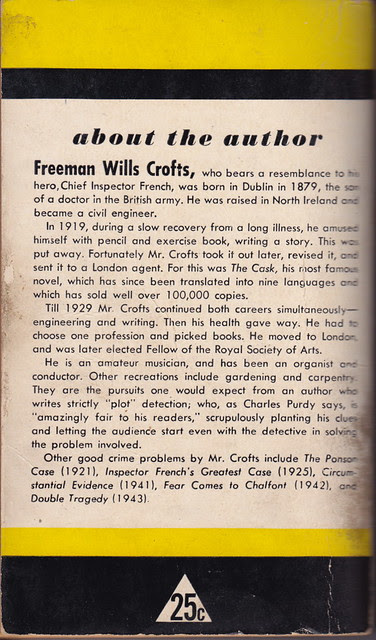 about the author
Freeman Wills Crofts, who bears a resemblance to his
hero, Chief Inspector French, was born in Dublin in 1879, the son
of a doctor in the British army. He was raised in North Ireland and
became a civil engineer.
In 1919, during a slow recovery from a long illness, he amused
himself with pencil and exercise book, writing a story. This was
put away. Fortunately Mr. Crofts took it out later, revised it, and
sent it to a London agent. For this was The Cask, his most famous
novel, which has since been translated into nine languages and
which has sold well over 100,000 copies.
Till 1929 Mr. Crofts continued both careers simultaneously—
engineering and writing. Then his health gave way. He had to
choose one profession and picked books. He moved to London,
and was later elected Fellow of the Royal Society of Arts.
He is an amateur musician, and has been an organist and
conductor. Other recreations include gardening and carpentry.
They are the pursuits one would expect from an author who
writes strictly "plot" detection; who, as Charles Purdy says, is
"amazingly fair to his readers," scrupulously planting his clues
and letting the audience start even with the detective in solving
the problem involved.
Other good crime problems by Mr. Crofts include The Ponson
Case (1921), Inspector French's Greatest Case (1925), Circum-
stantial Evidence (1941), Fear Comes to Chalfont (1942), and
Double Tragedy (1943).
25c